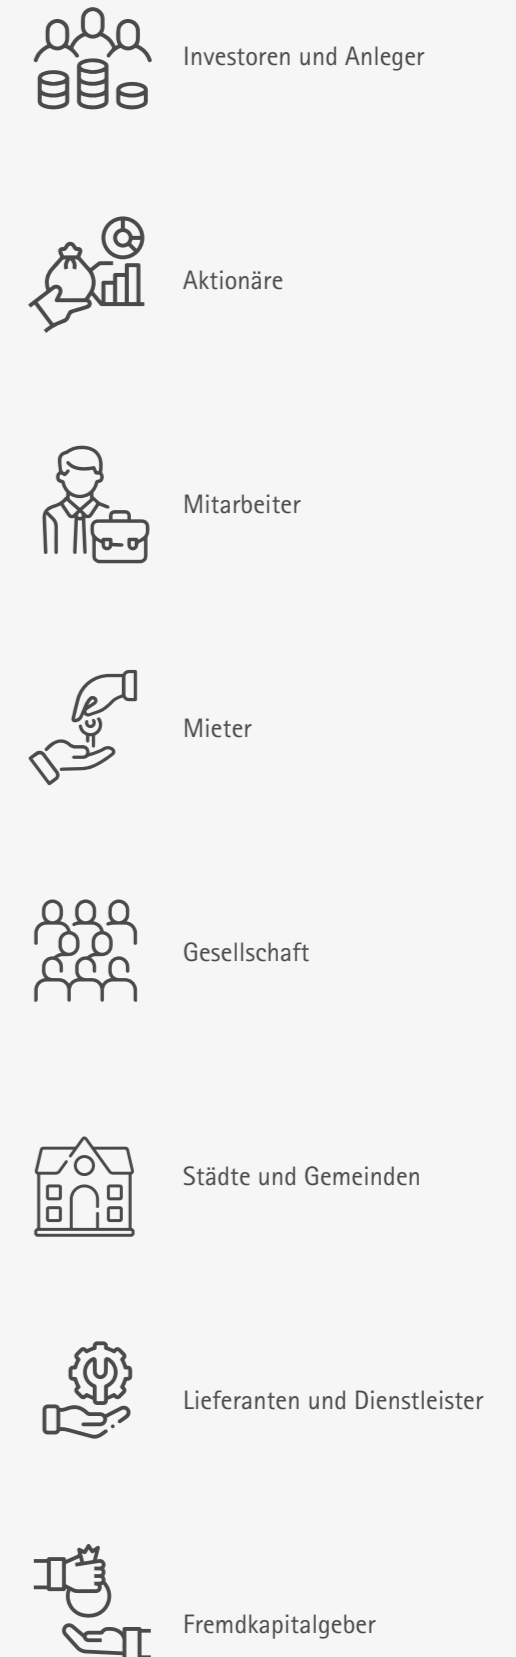 Investoren und Anleger
Aktionäre
Mitarbeiter
Mieter
Gesellschaft
Städte und Gemeinden
Lieferanten und Dienstleister
Fremdkapitalgeber